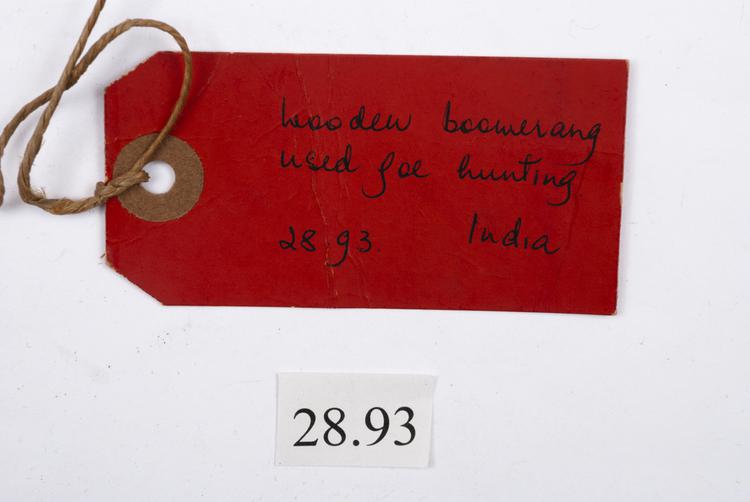 wooden boomerang
used for hunting
28.93. India
28.93